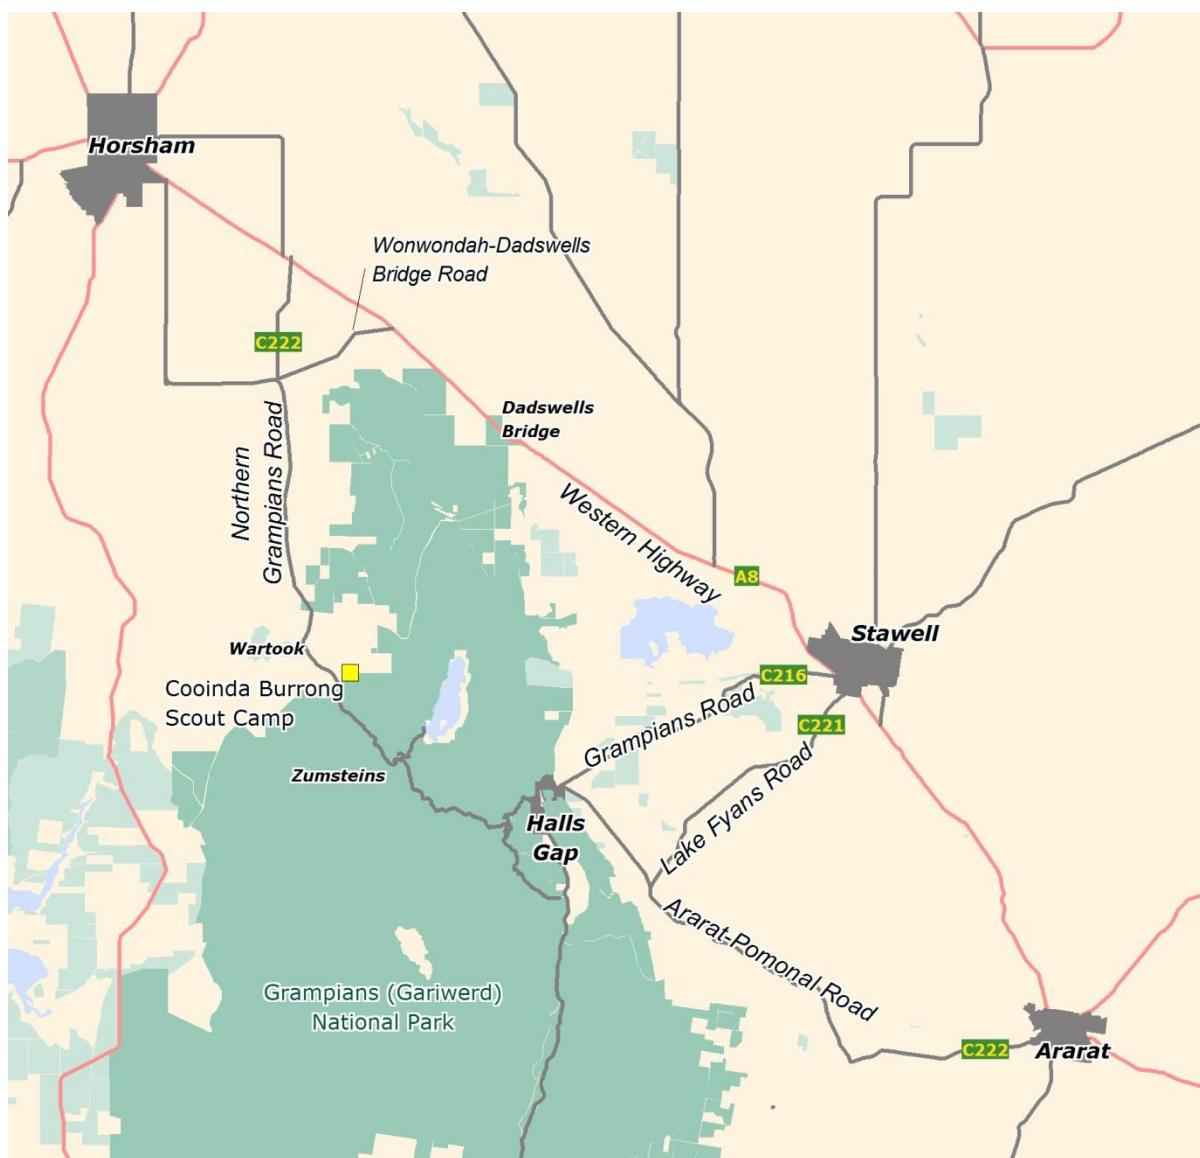 Horsham
Wonwondah-Dadswells
Bridge Road
C222
Dadswells
Bridge
Northern
Grampians Road
Western Highway
A8
Stawell
Wartook
C216
Cooinda Burrong
Scout Camp
Grampians Road
C221
Zumsteins
Lake Fyans Road
Halls
Gap
Ararat-Pomonal Road
Grampians (Gariwerd)
National Park
C222
Ararat